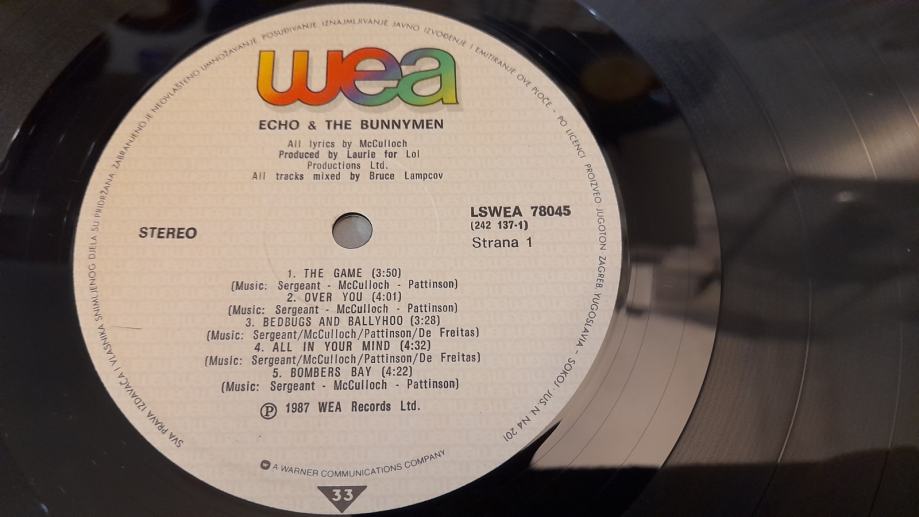 SVA PRAVA IZDAVAČA I VLASNIKA SNIMLJENOG DJELA SU PRIDRŽANA. ZABRANJENO JE NEOVLAŠTENO UMNOŽAVANJE, POSUĐIVANJE, IZNAJMLJIVANJE, JAVNO IZVOĐENJE I EMITIRANJE OVE PLOČE - PO LICENCI PROIZVEO JUGOTON ZAGREB, YUGOSLAVIA - SOKOJ - JUS. N. N4 201
wea
ECHO & THE BUNNYMEN
All lyrics by McCulloch
Produced by Laurie for Lol
Productions Ltd.
All tracks mixed by Bruce Lampcov
STEREO
LSWEA 78045
(242 137-1)
Strana 1
1. THE GAME (3:50)
(Music: Sergeant - McCulloch - Pattinson)
2. OVER YOU (4:01)
(Music: Sergeant - McCulloch - Pattinson)
3. BEDBUGS AND BALLYHOO (3:28)
(Music: Sergeant/McCulloch/Pattinson/De Freitas)
4. ALL IN YOUR MIND (4:32)
(Music: Sergeant/McCulloch/Pattinson/De Freitas)
5. BOMBERS BAY (4:22)
(Music: Sergeant - McCulloch - Pattinson)
Ⓟ 1987 WEA Records Ltd.
A WARNER COMMUNICATIONS COMPANY
33